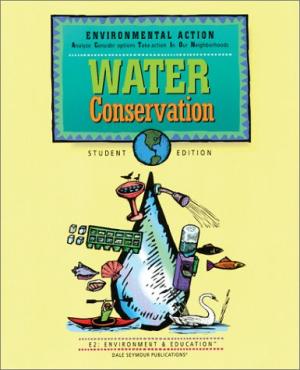 ENVIRONMENTAL ACTION
Analyze Consider options Take action In Our Neighborhoods
WATER
Conservation
STUDENT EDITION
E2: ENVIRONMENT & EDUCATION™
DALE SEYMOUR PUBLICATIONS®